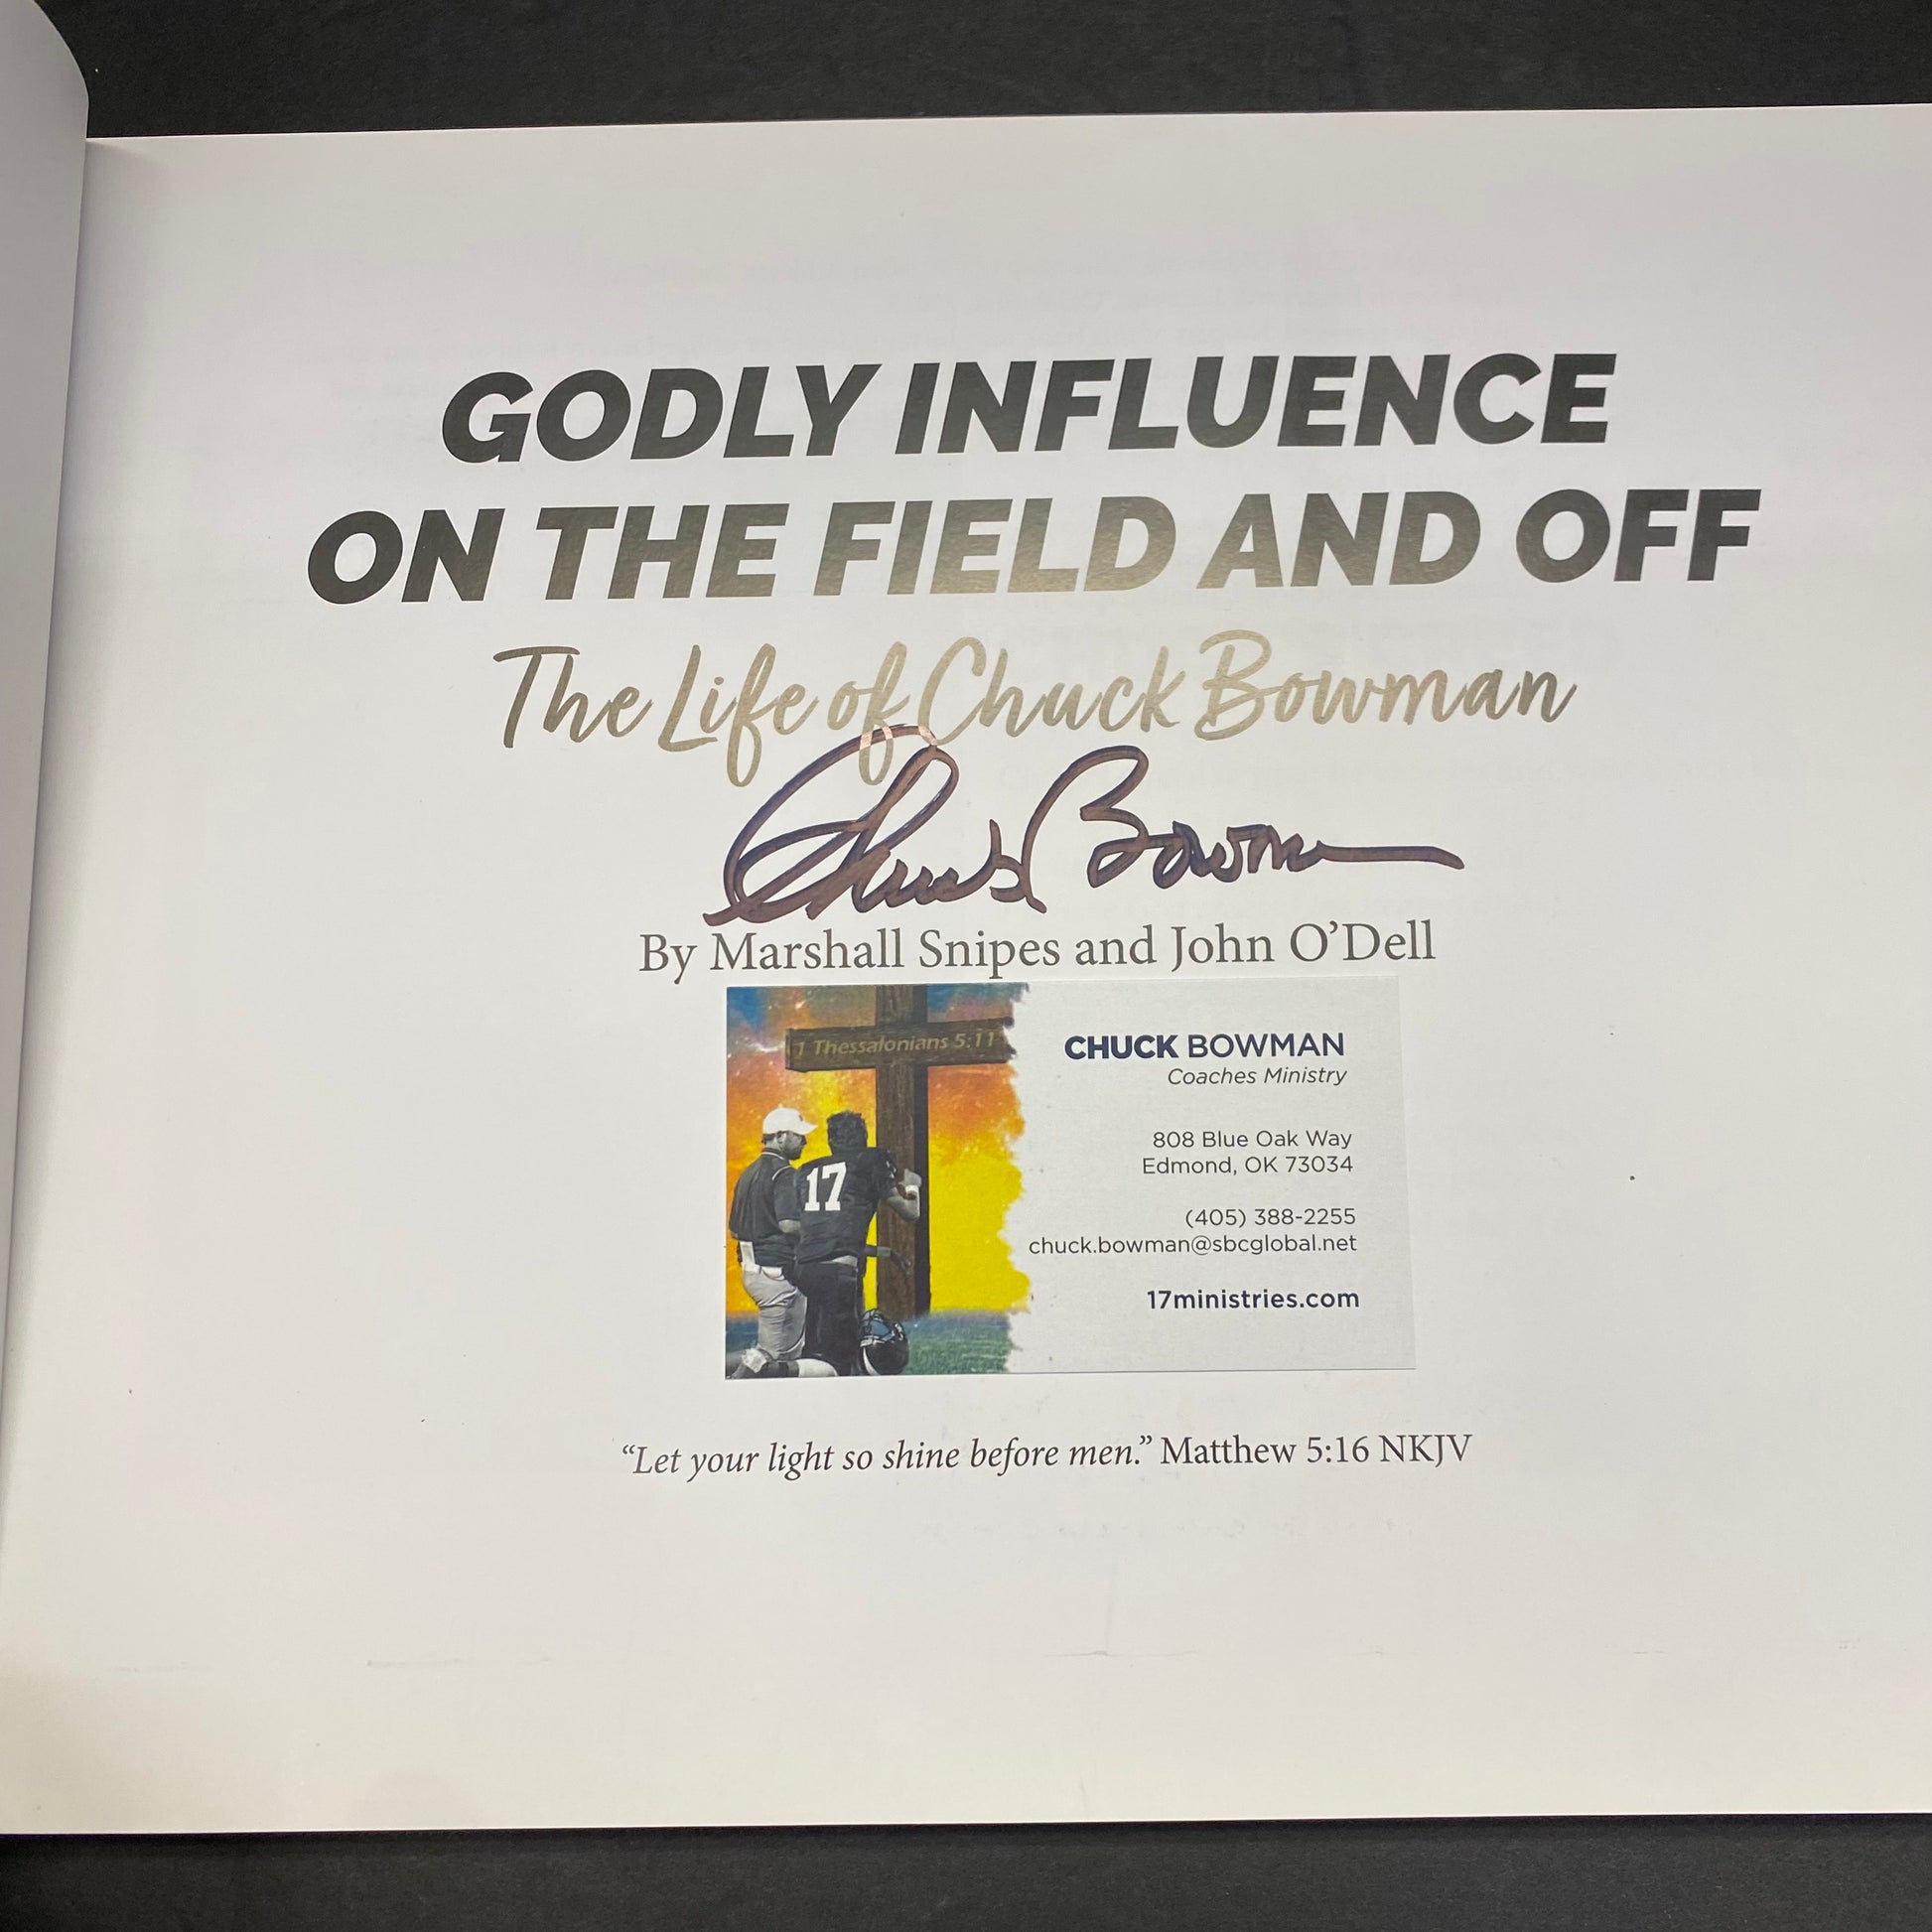 GODLY INFLUENCE
ON THE FIELD AND OFF
The Life of Chuck Bowman
Chuck Bowman
By Marshall Snipes and John O’Dell
1 Thessalonians 5:11
17
CHUCK BOWMAN
Coaches Ministry
808 Blue Oak Way
Edmond, OK 73034
(405) 388-2255
chuck.bowman@sbcglobal.net
17ministries.com
“Let your light so shine before men.” Matthew 5:16 NKJV